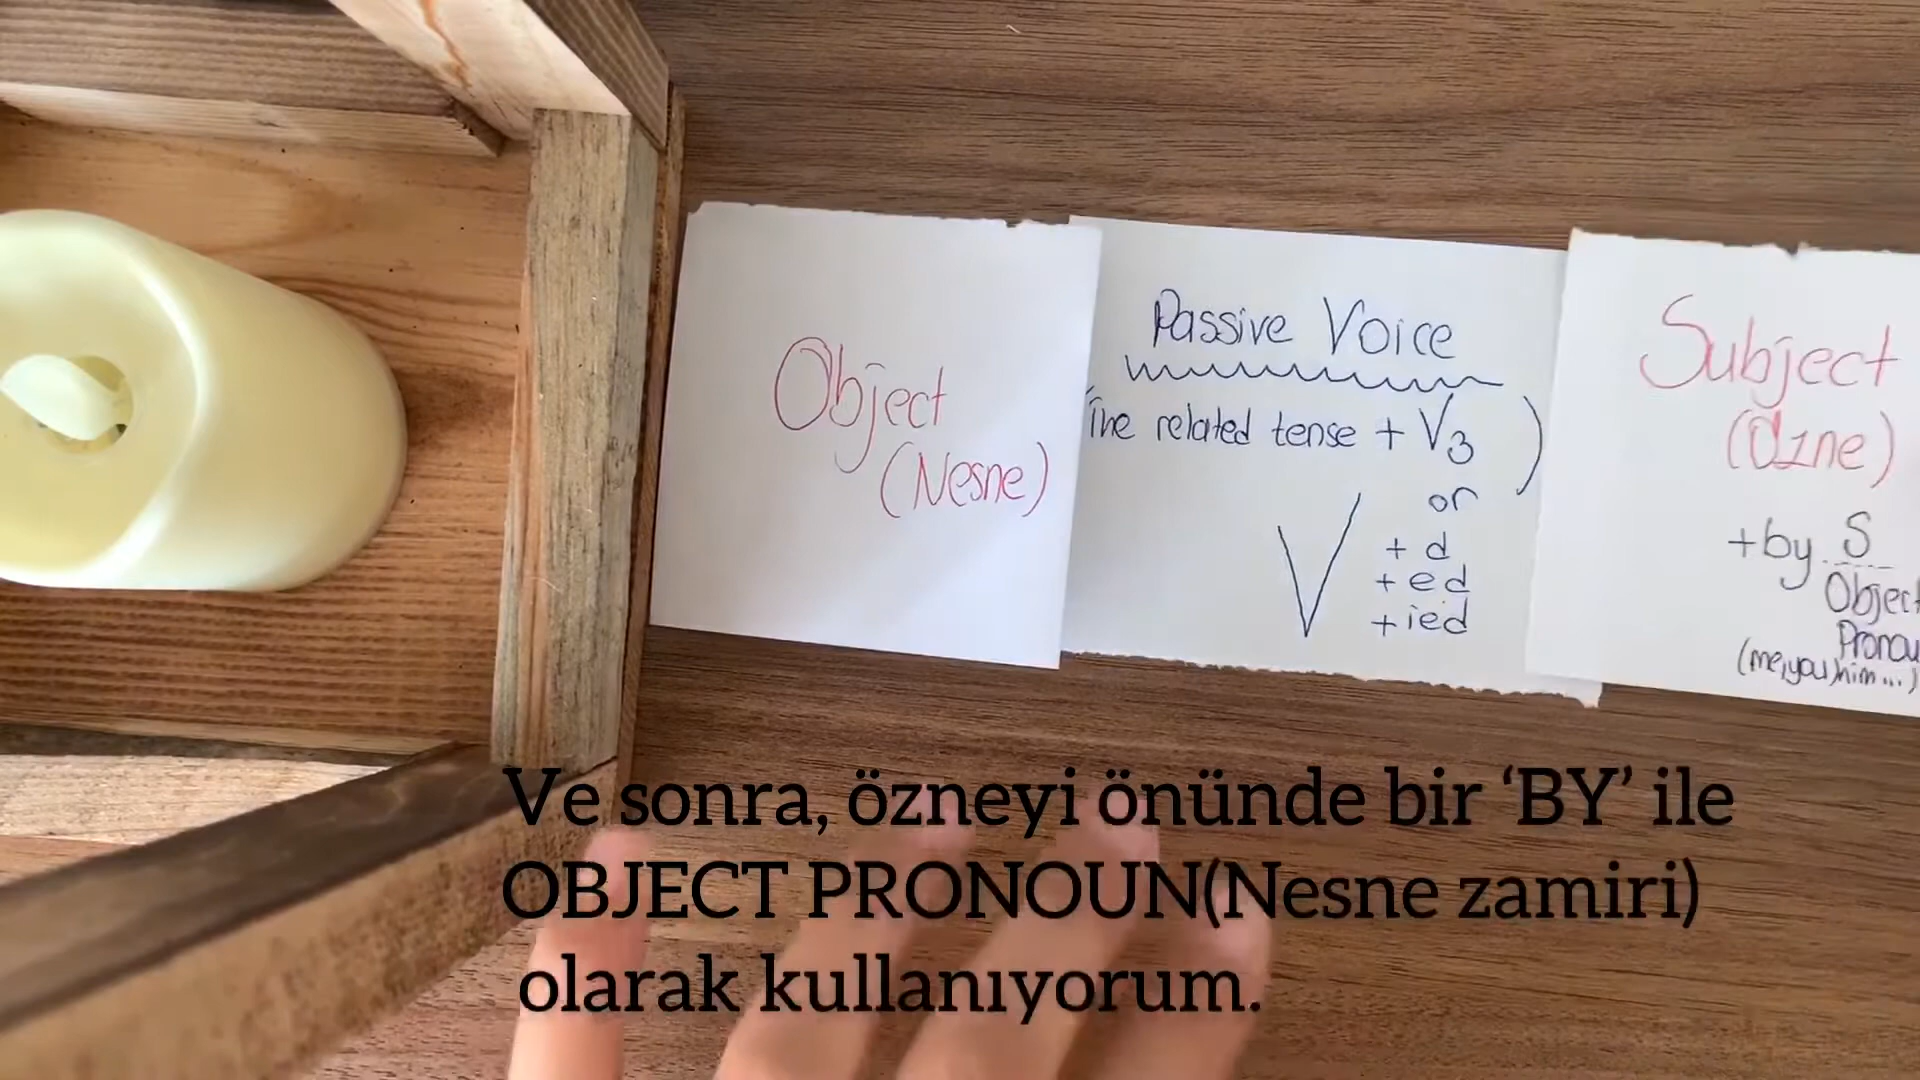 Object
(Nesne)
Passive Voice
(The related tense + V3)
or
V + d
+ ed
+ ied
Subject
(Özne)
+by S
Object
Pronou
(me,you,him...)
Ve sonra, özneyi önünde bir ‘BY’ ile
OBJECT PRONOUN(Nesne zamiri)
olarak kullanıyorum.